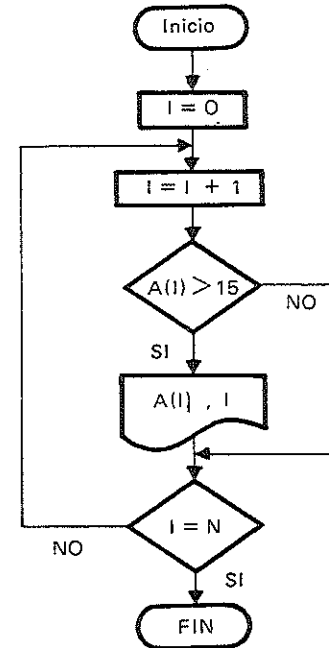 Inicio
I = 0
I = I + 1
A(I) > 15
NO
SI
A(I) , I
I = N
NO
SI
FIN